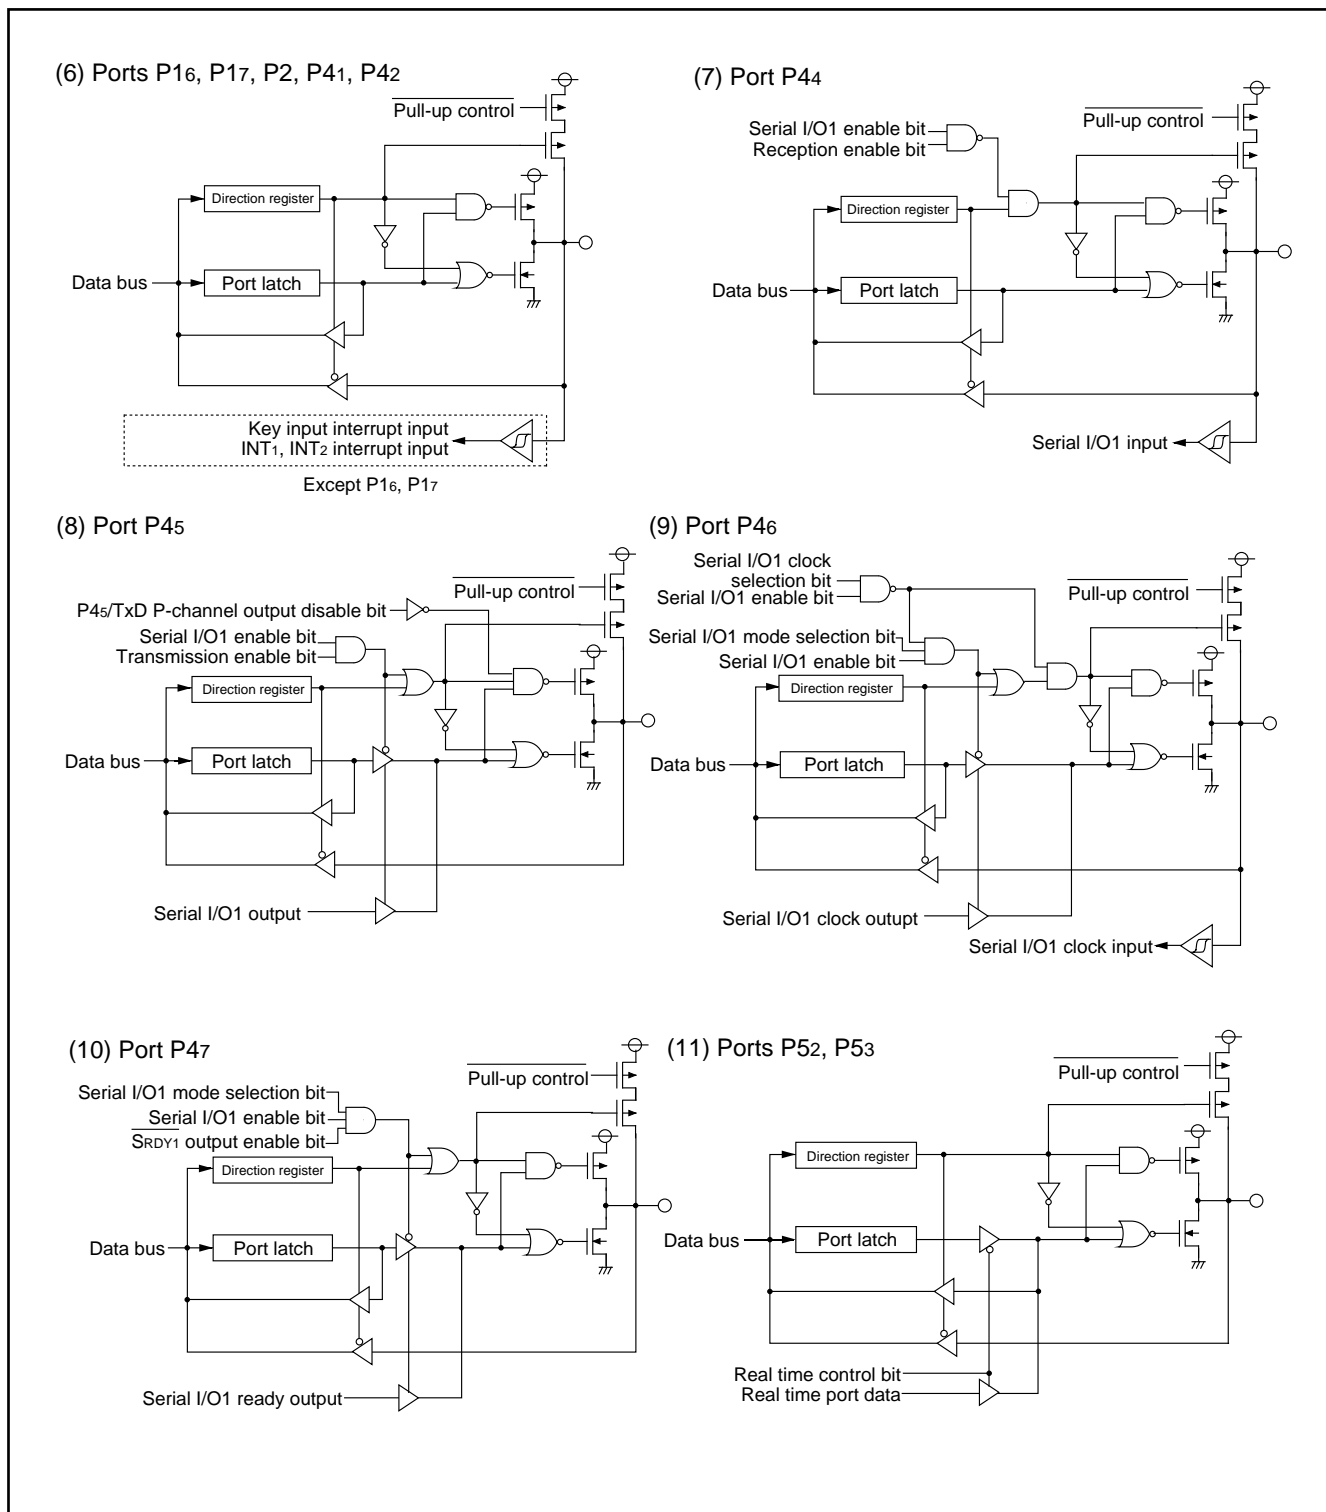 (6) Ports P16, P17, P2, P41, P42
Pull-up control
Direction register
Data bus
Port latch
Key input interrupt input
INT1, INT2 interrupt input
Except P16, P17
(7) Port P44
Pull-up control
Serial I/O1 enable bit
Reception enable bit
Direction register
Data bus
Port latch
Serial I/O1 input
(8) Port P45
Pull-up control
P45/TxD P-channel output disable bit
Serial I/O1 enable bit
Transmission enable bit
Direction register
Data bus
Port latch
Serial I/O1 output
(9) Port P46
Serial I/O1 clock
selection bit
Serial I/O1 enable bit
Pull-up control
Serial I/O1 mode selection bit
Serial I/O1 enable bit
Direction register
Data bus
Port latch
Serial I/O1 clock outupt
Serial I/O1 clock input
(10) Port P47
Pull-up control
Serial I/O1 mode selection bit
Serial I/O1 enable bit
SRDY1 output enable bit
Direction register
Data bus
Port latch
Serial I/O1 ready output
(11) Ports P52, P53
Pull-up control
Direction register
Data bus
Port latch
Real time control bit
Real time port data